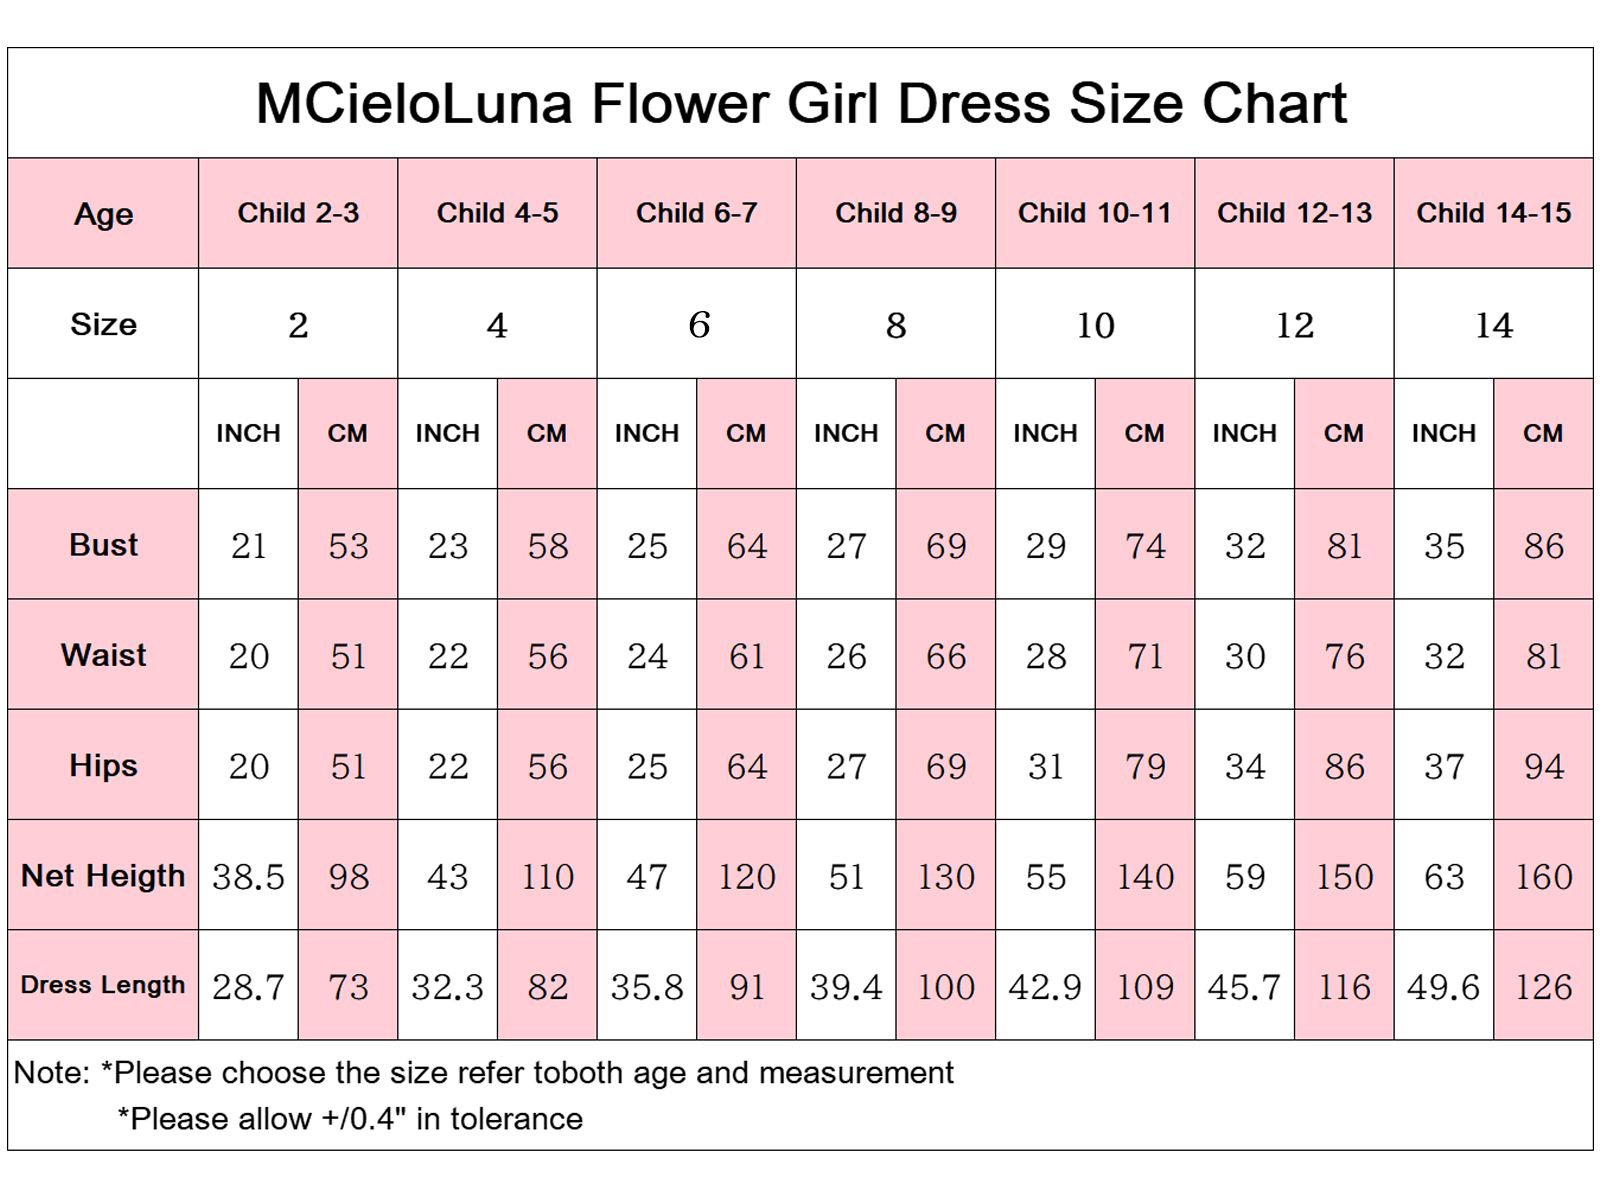 MCieloLuna Flower Girl Dress Size Chart
Age Child 2-3 Child 4-5 Child 6-7 Child 8-9 Child 10-11 Child 12-13 Child 14-15
Size 2 4 6 8 10 12 14
INCH CM INCH CM INCH CM INCH CM INCH CM INCH CM INCH CM
Bust 21 53 23 58 25 64 27 69 29 74 32 81 35 86
Waist 20 51 22 56 24 61 26 66 28 71 30 76 32 81
Hips 20 51 22 56 25 64 27 69 31 79 34 86 37 94
Net Heigth 38.5 98 43 110 47 120 51 130 55 140 59 150 63 160
Dress Length 28.7 73 32.3 82 35.8 91 39.4 100 42.9 109 45.7 116 49.6 126
Note: *Please choose the size refer toboth age and measurement
*Please allow +/0.4" in tolerance